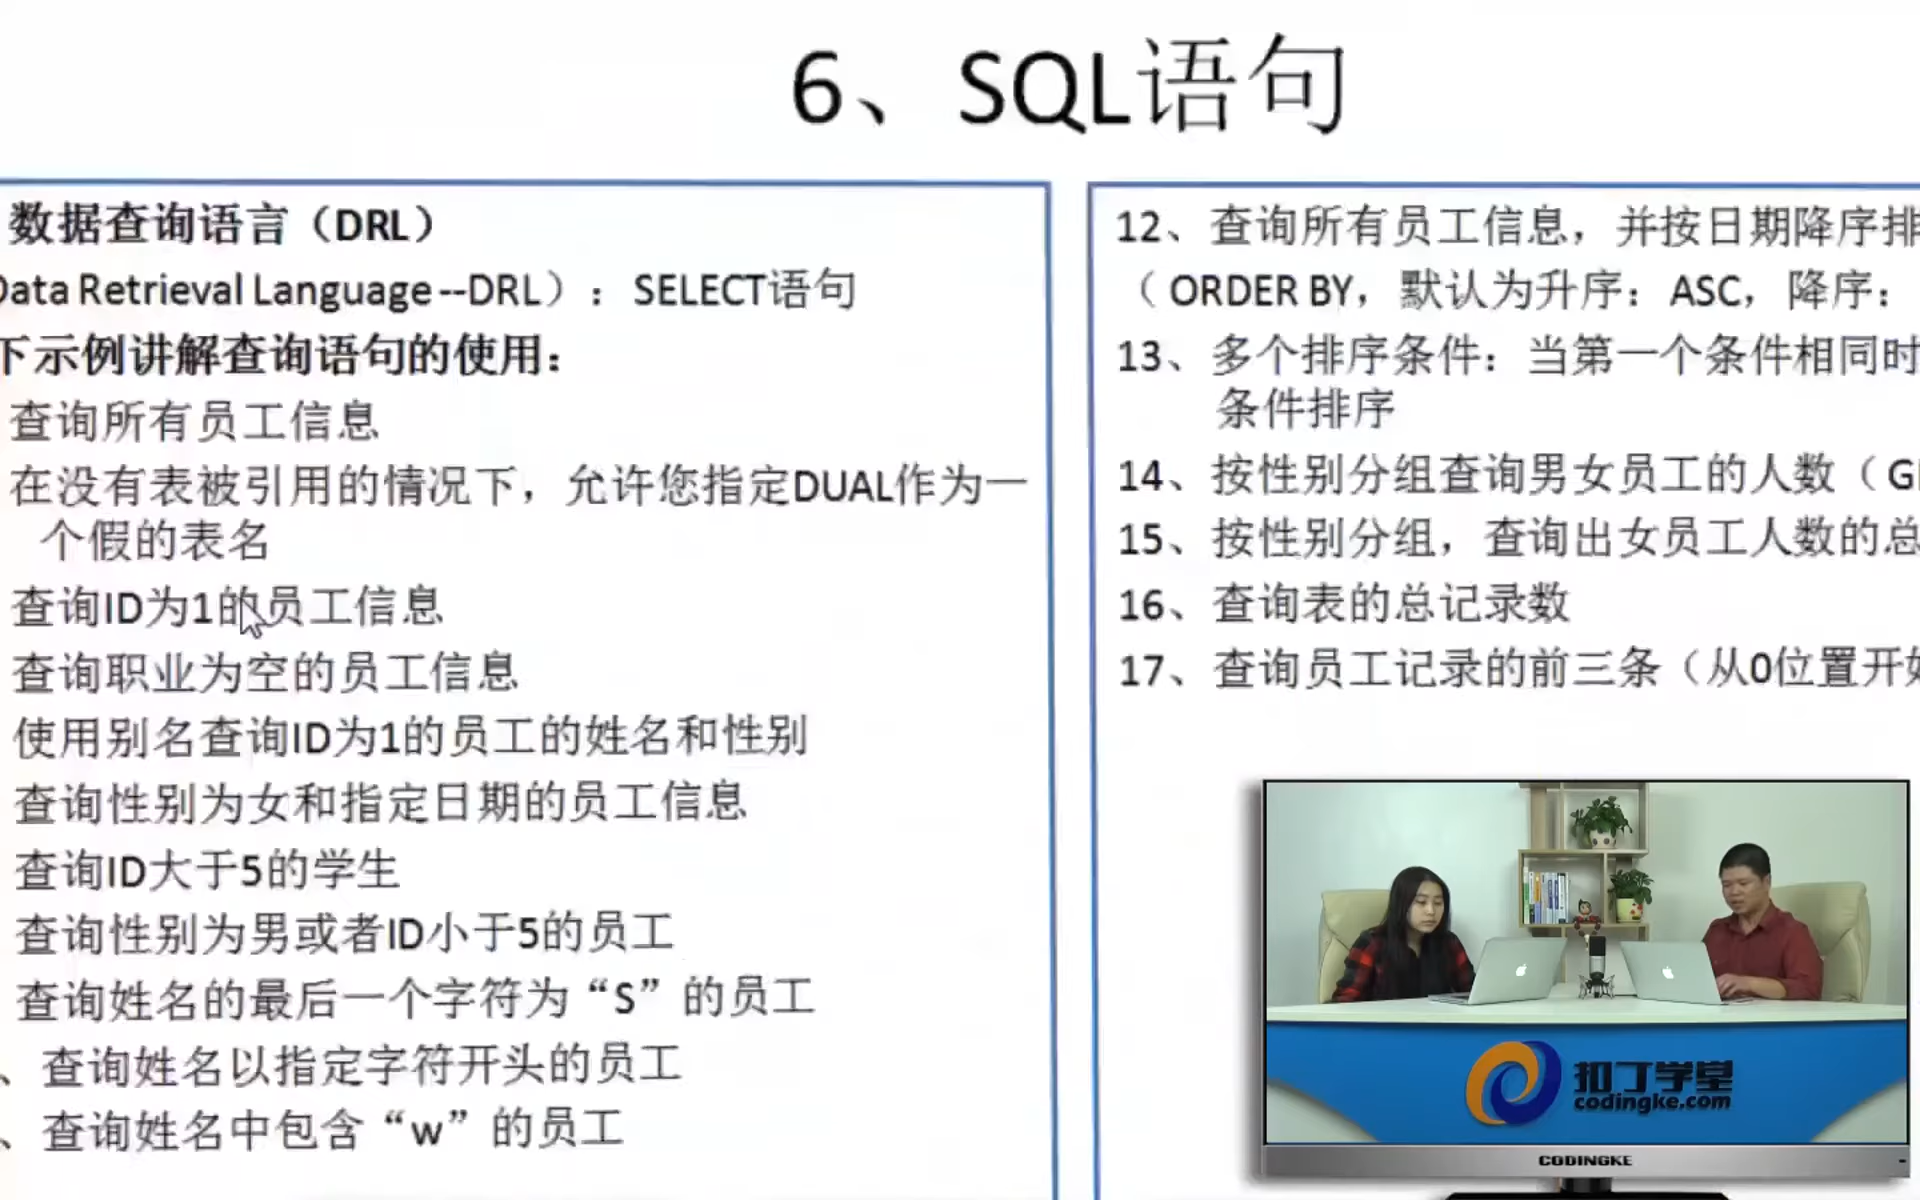 6、SQL语句
数据查询语言（DRL）
Data Retrieval Language --DRL）：SELECT语句
下示例讲解查询语句的使用：
查询所有员工信息
在没有表被引用的情况下，允许您指定DUAL作为一
个假的表名
查询ID为1的员工信息
查询职业为空的员工信息
使用别名查询ID为1的员工的姓名和性别
查询性别为女和指定日期的员工信息
查询ID大于5的学生
查询性别为男或者ID小于5的员工
查询姓名的最后一个字符为“S”的员工
、查询姓名以指定字符开头的员工
、查询姓名中包含“w”的员工
12、查询所有员工信息，并按日期降序排
（ORDER BY，默认为升序：ASC，降序：
13、多个排序条件：当第一个条件相同时
条件排序
14、按性别分组查询男女员工的人数（G
15、按性别分组，查询出女员工人数的总
16、查询表的总记录数
17、查询员工记录的前三条（从0位置开始
扣丁学堂
codingke.com
CODINGKE